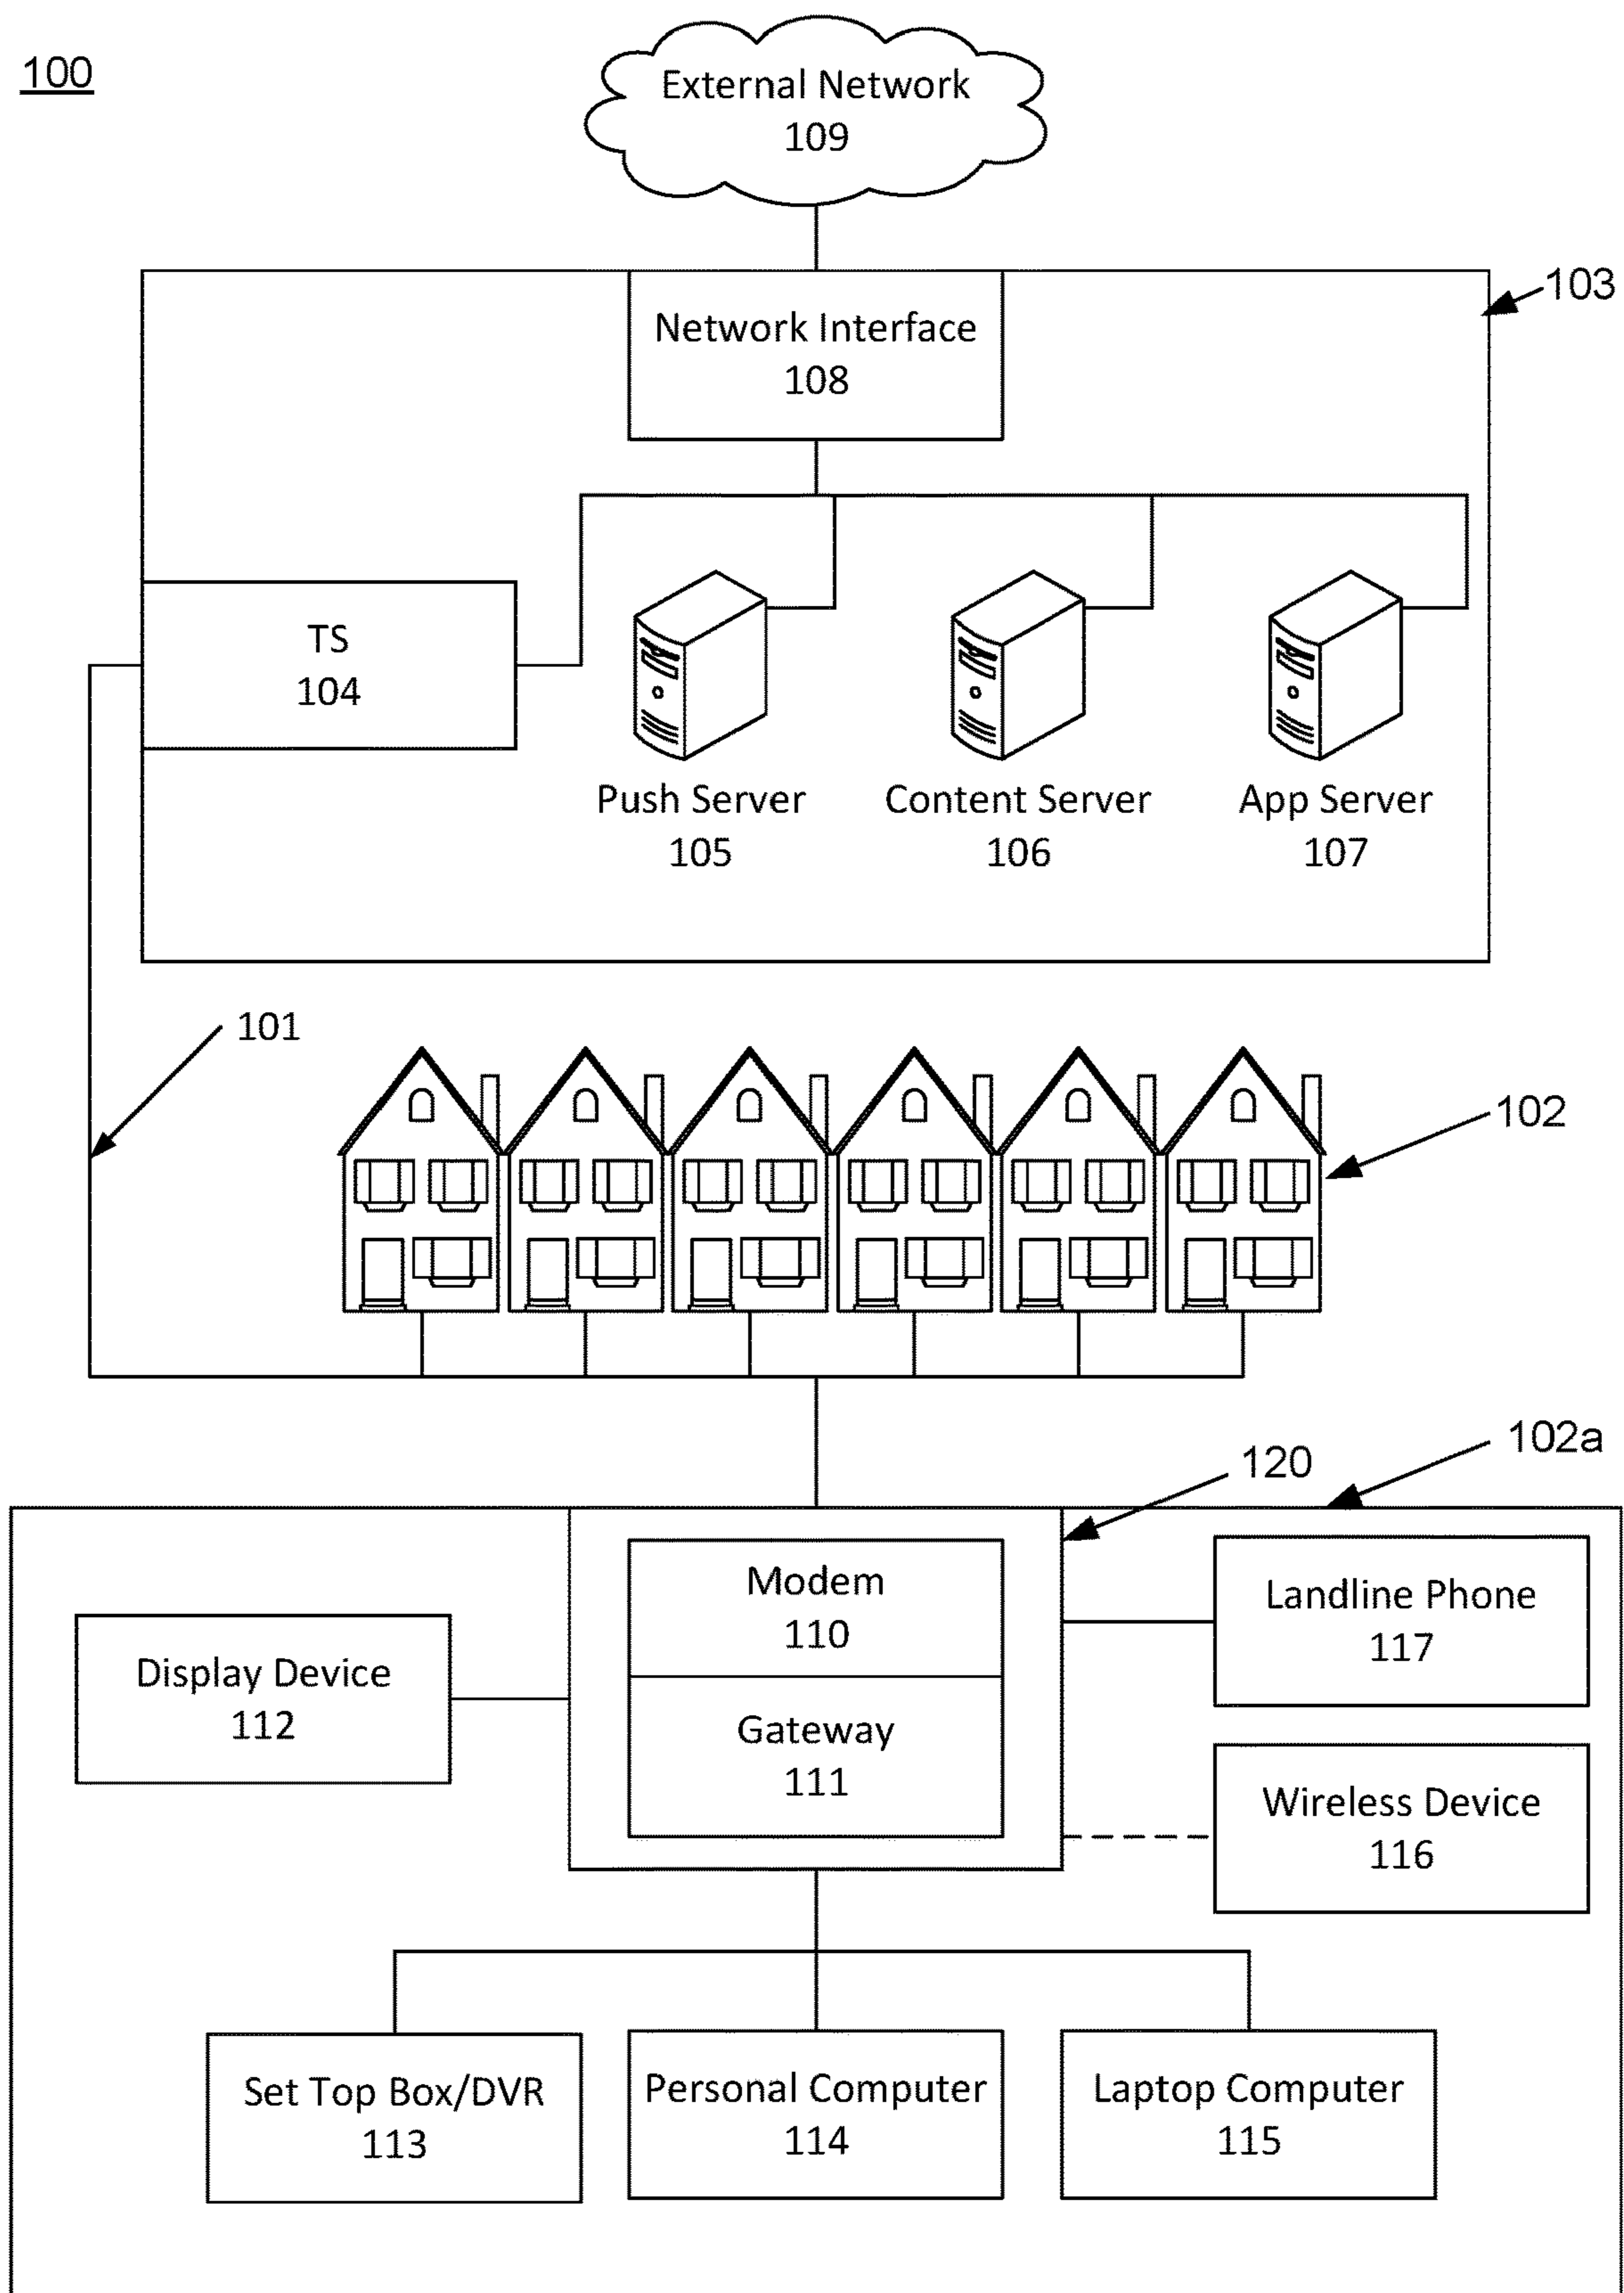 100
External Network
109
103
Network Interface
108
TS
104
Push Server
105
Content Server
106
App Server
107
101
102
102a
120
Modem
110
Landline Phone
117
Display Device
112
Gateway
111
Wireless Device
116
Set Top Box/DVR
113
Personal Computer
114
Laptop Computer
115